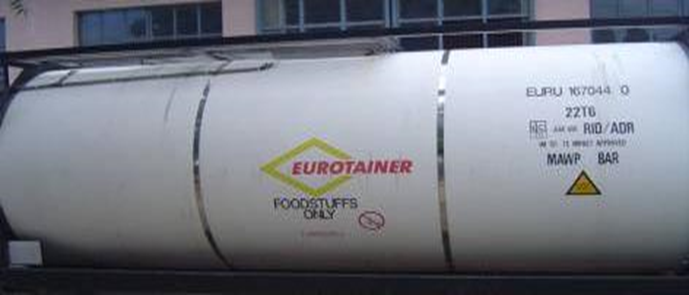 EURU 167044 0
22T6
RID/ADR
MAWP BAR
EUROTAINER
FOODSTUFFS
ONLY